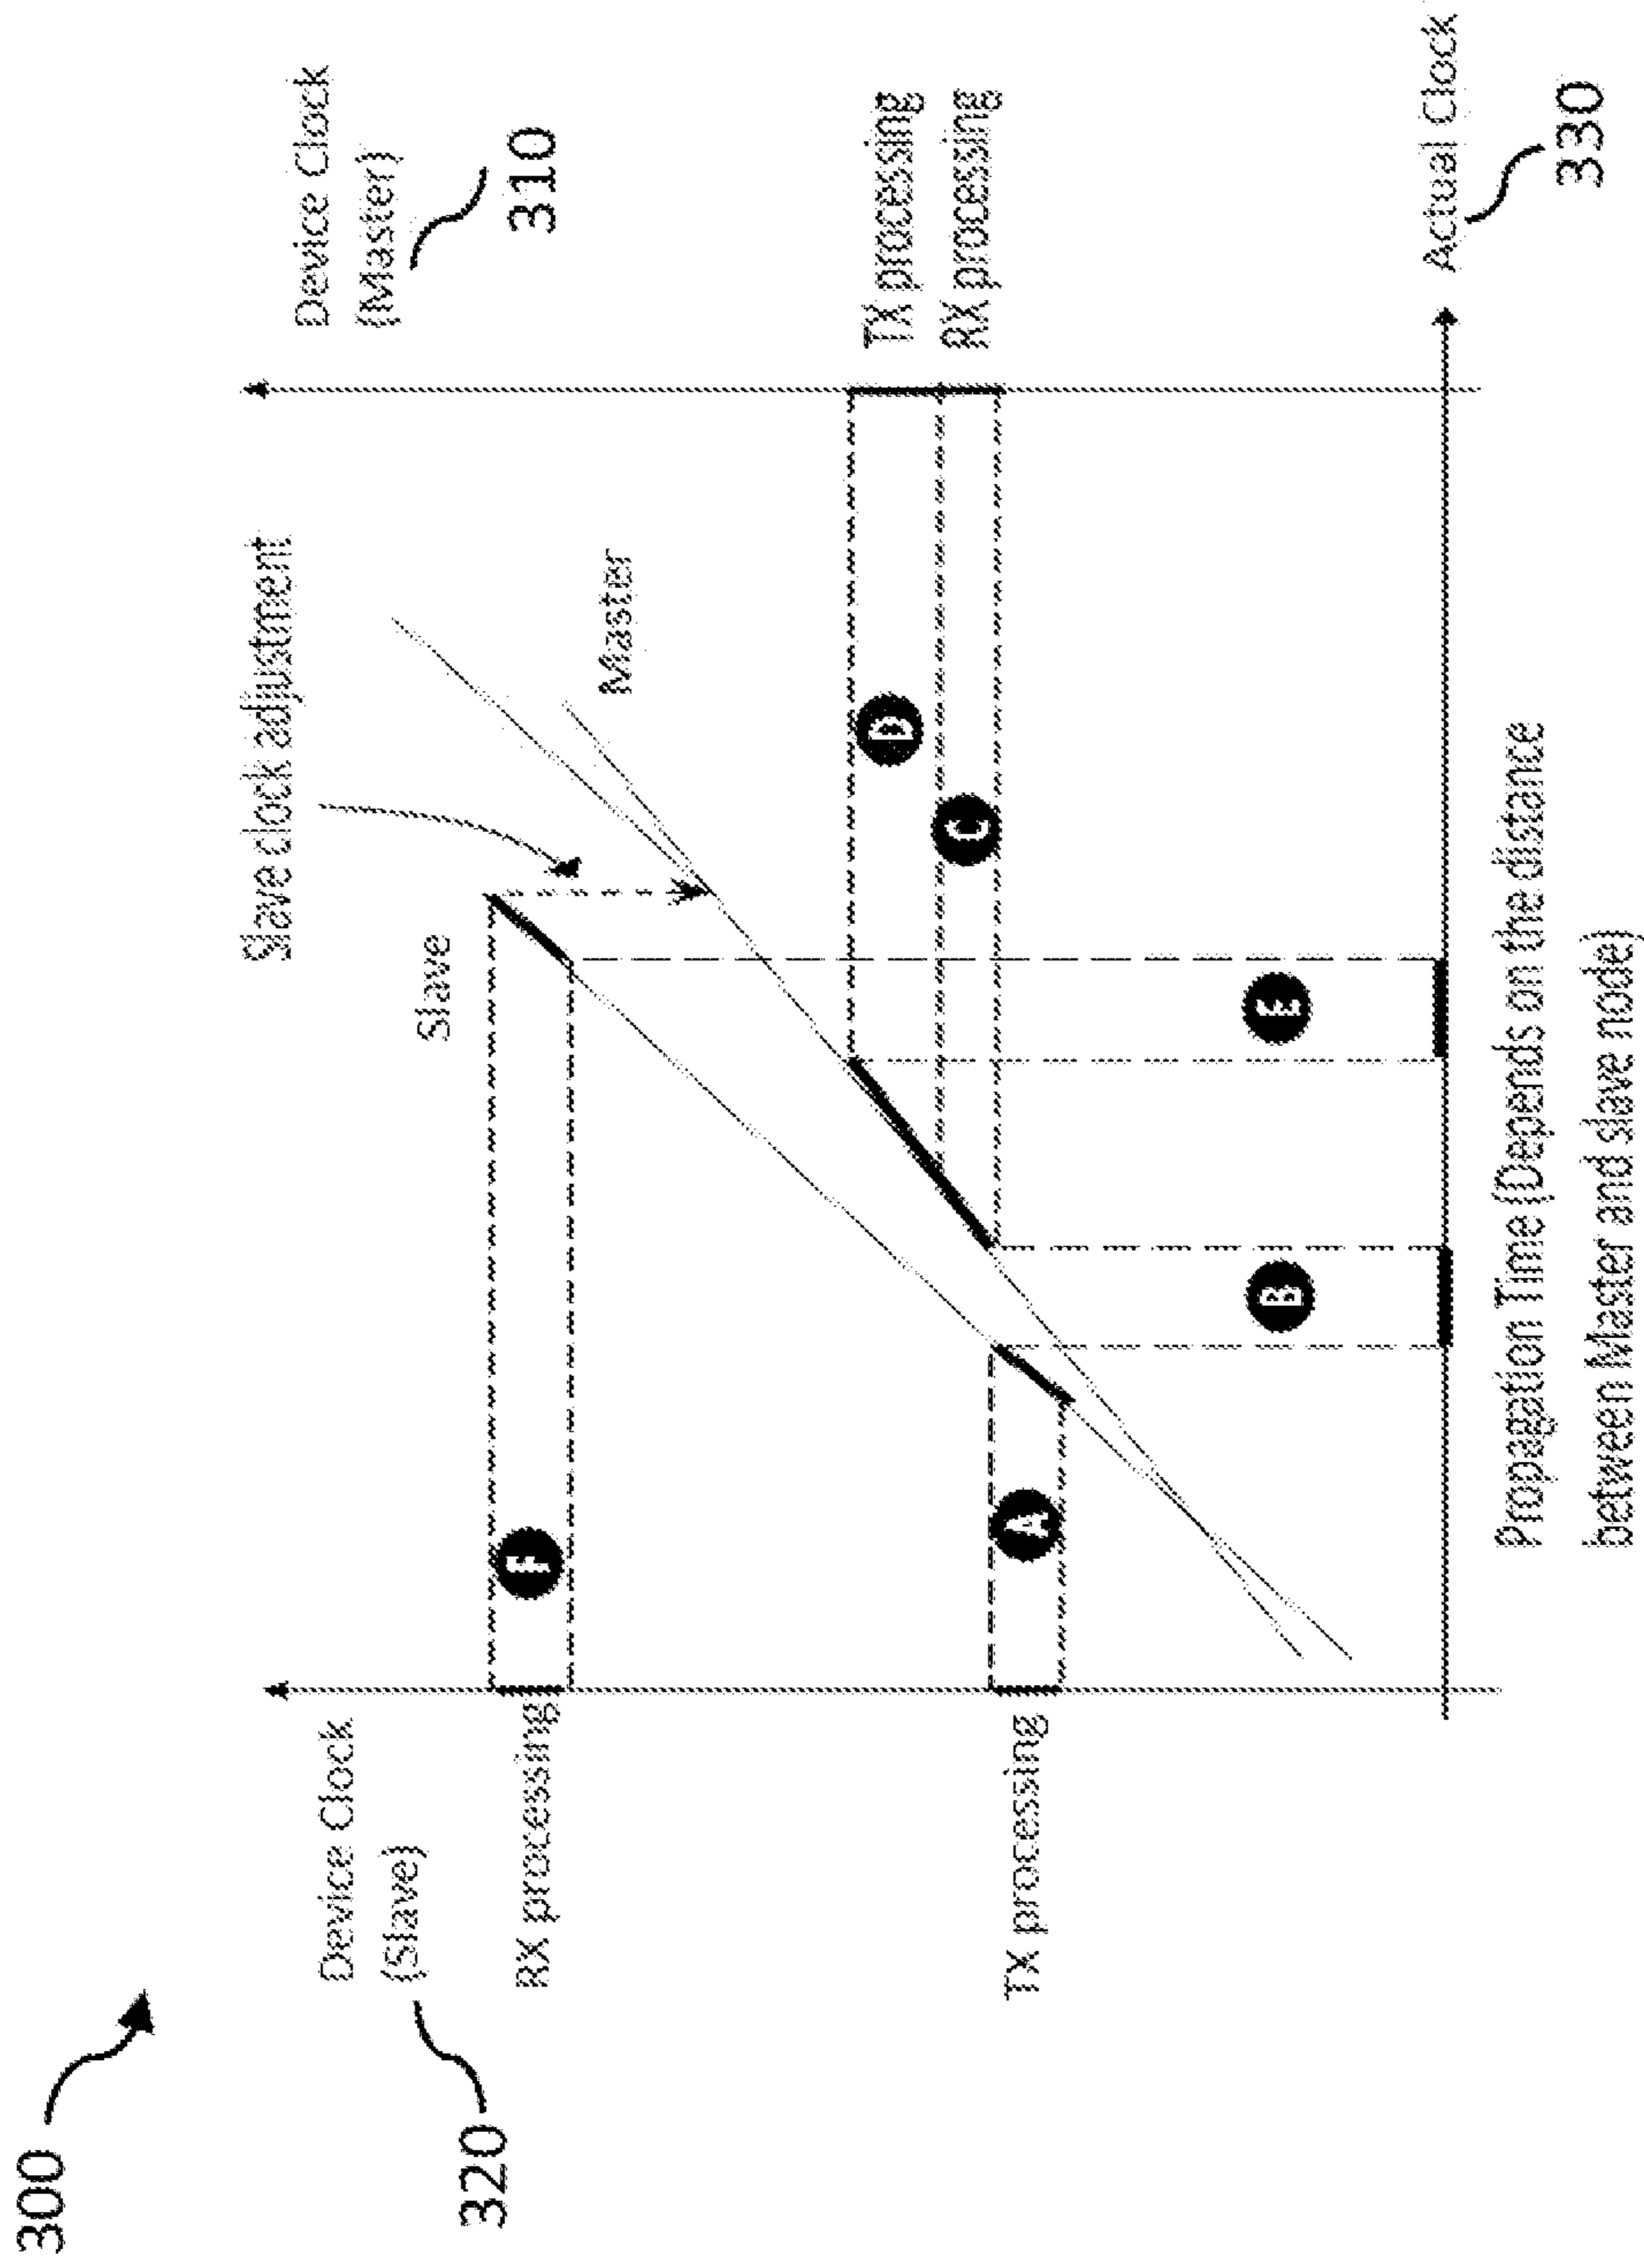 300
Device Clock
(Slave)
320
RX processing
TX processing
Slave clock adjustment
Slave
Master
Device Clock
(Master)
310
TX processing
RX processing
F
A
D
C
E
B
Actual Clock
330
Propagation Time (Depends on the distance
between Master and slave node)